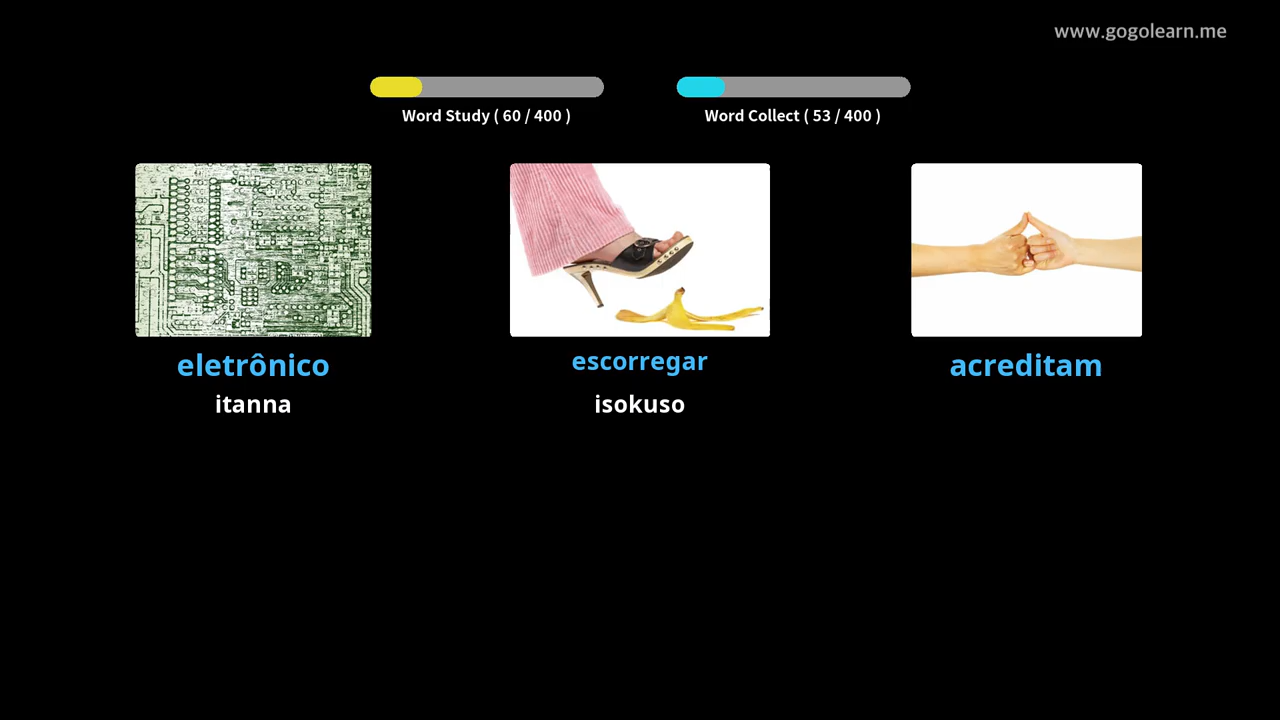 www.gogolearn.me
Word Study ( 60 / 400 )
Word Collect ( 53 / 400 )
eletrônico
itanna
escorregar
isokuso
acreditam